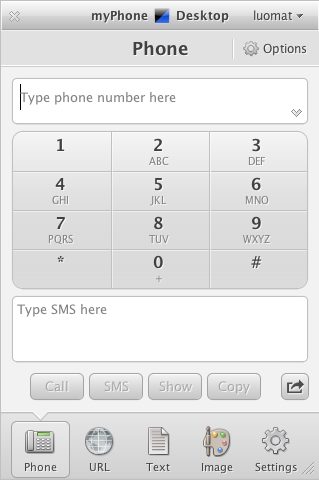 myPhone Desktop luomat
Phone Options
Type phone number here
1 2 3
ABC DEF
4 5 6
GHI JKL MNO
7 8 9
PQRS TUV WXYZ
* 0 #
+
Type SMS here
Call SMS Show Copy
Phone URL Text Image Settings